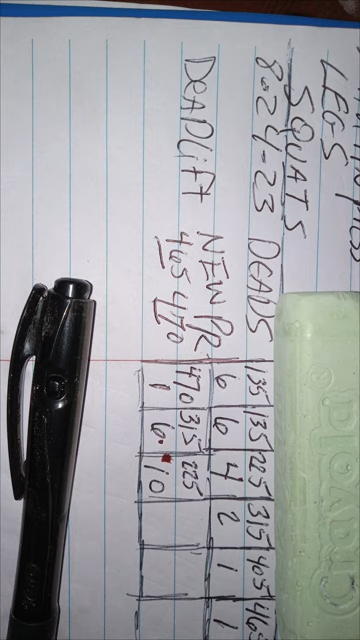 LEGS
SQUATS
8-24-23 DEADS 135 135 225 315 405 465
NEW PR 6 6 4 2 1 1
DEADLIFT 465 470 470 315 225
1 6 10